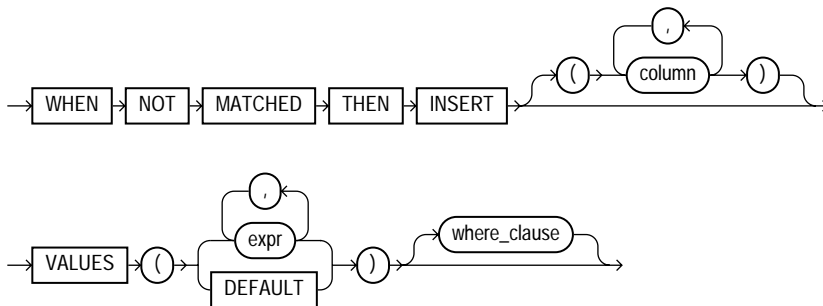 ,
WHEN NOT MATCHED THEN INSERT ( column )
,
expr
VALUES ( ) where_clause
DEFAULT